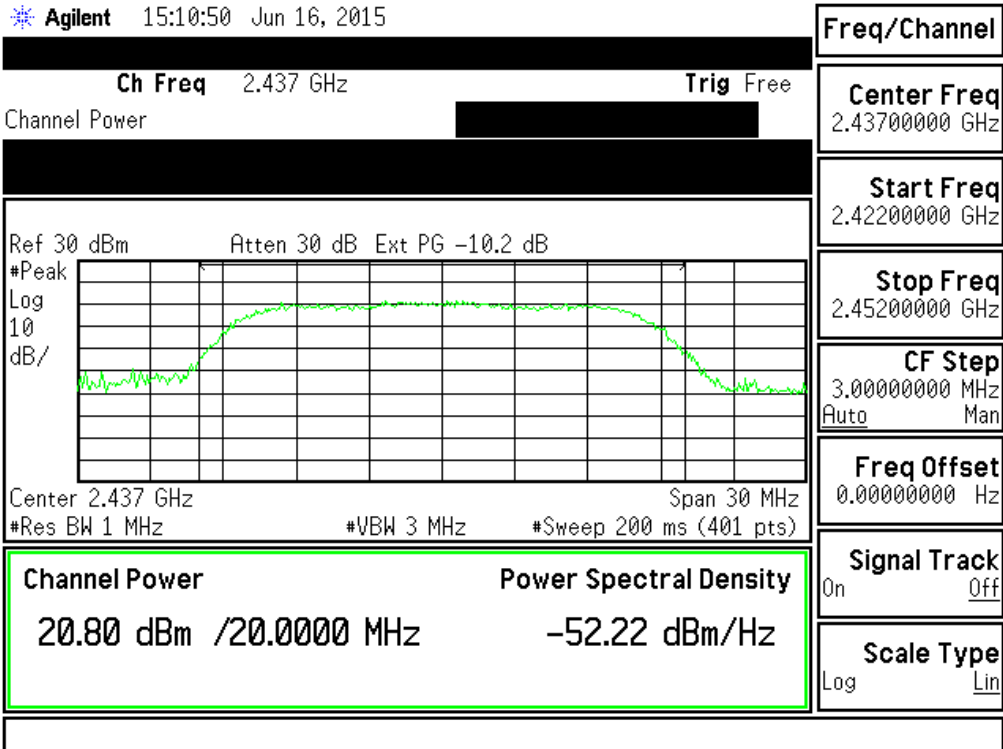 Agilent 15:10:50 Jun 16, 2015
Ch Freq 2.437 GHz Trig Free
Channel Power
Ref 30 dBm Atten 30 dB Ext PG −10.2 dB
#Peak
Log
10
dB/
Center 2.437 GHz Span 30 MHz
#Res BW 1 MHz #VBW 3 MHz #Sweep 200 ms (401 pts)
Channel Power Power Spectral Density
20.80 dBm /20.0000 MHz −52.22 dBm/Hz
Freq/Channel
Center Freq
2.43700000 GHz
Start Freq
2.42200000 GHz
Stop Freq
2.45200000 GHz
CF Step
3.00000000 MHz
Auto Man
Freq Offset
0.00000000 Hz
Signal Track
On Off
Scale Type
Log Lin